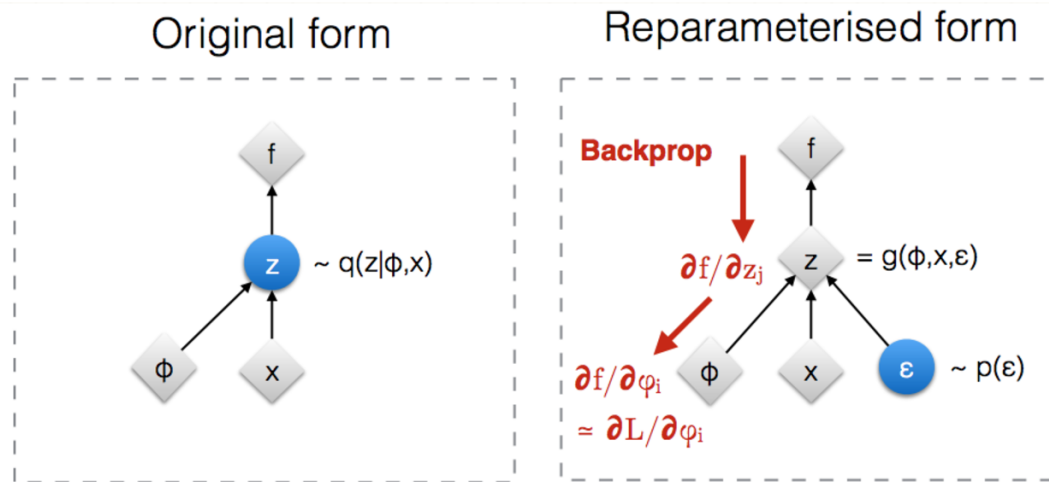 Original form
f
z ~ q(z|ϕ,x)
ϕ x
Reparameterised form
Backprop f
∂f/∂zⱼ z = g(ϕ,x,ε)
∂f/∂φᵢ ϕ x ε ~ p(ε)
≃ ∂L/∂φᵢ